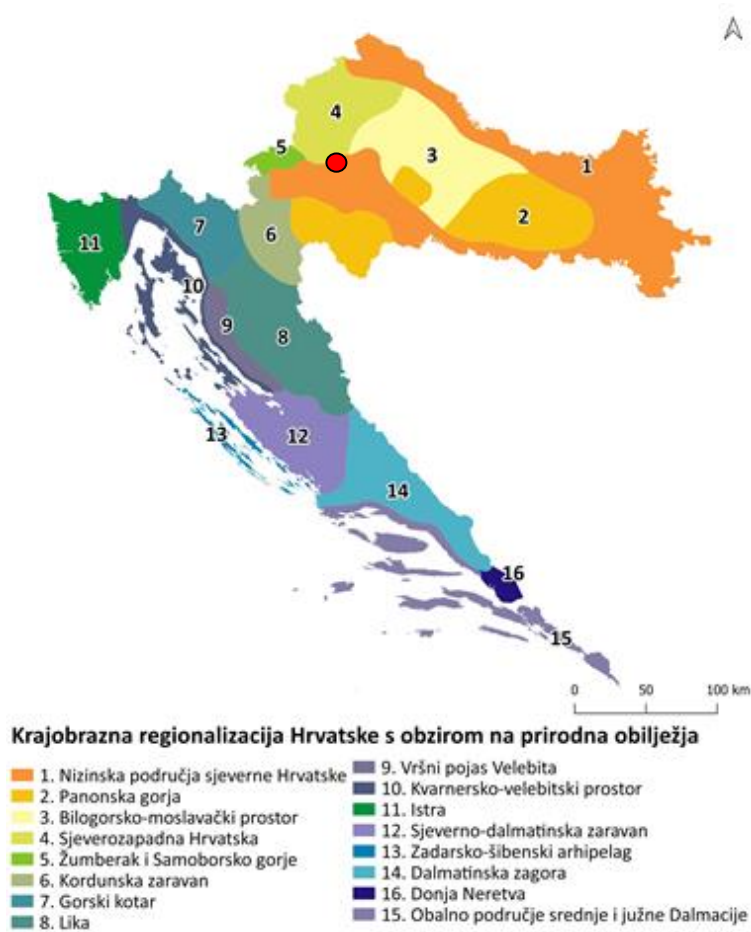 4
5
3
1
2
7
6
11
10
9
8
13
12
14
16
15
0 50 100 km
Krajobrazna regionalizacija Hrvatske s obzirom na prirodna obilježja
1. Nizinska područja sjeverne Hrvatske
2. Panonska gorja
3. Bilogorsko-moslavački prostor
4. Sjeverozapadna Hrvatska
5. Žumberak i Samoborsko gorje
6. Kordunska zaravan
7. Gorski kotar
8. Lika
9. Vršni pojas Velebita
10. Kvarnersko-velebitski prostor
11. Istra
12. Sjeverno-dalmatinska zaravan
13. Zadarsko-šibenski arhipelag
14. Dalmatinska zagora
16. Donja Neretva
15. Obalno područje srednje i južne Dalmacije